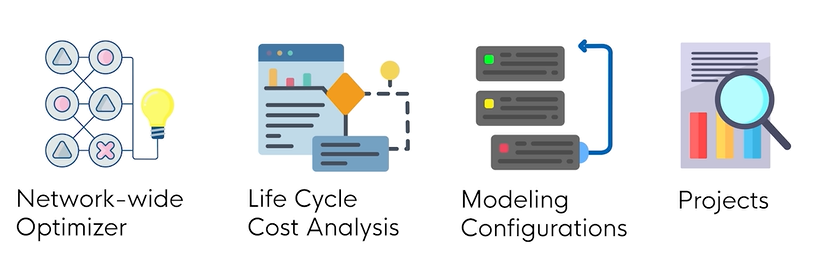 Network-wide
Optimizer
Life Cycle
Cost Analysis
Modeling
Configurations
Projects